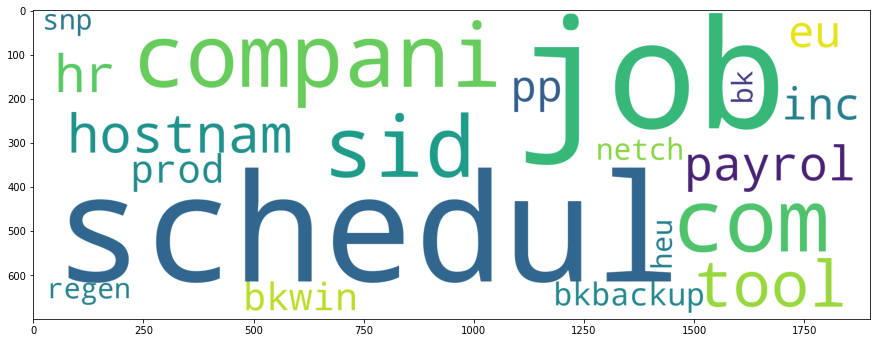 0
100
200
300
400
500
600
0 250 500 750 1000 1250 1500 1750
snp
compani
job
eu
hr
pp
bk
inc
hostnam
sid
netch
prod
payrol
schedul
heu
com
regen
bkwin
bkbackup
tool